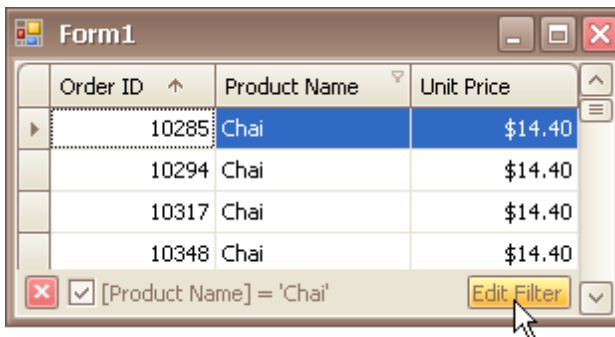 Form1
Order ID Product Name Unit Price
10285 Chai $14.40
10294 Chai $14.40
10317 Chai $14.40
10348 Chai $14.40
[Product Name] = 'Chai' Edit Filter